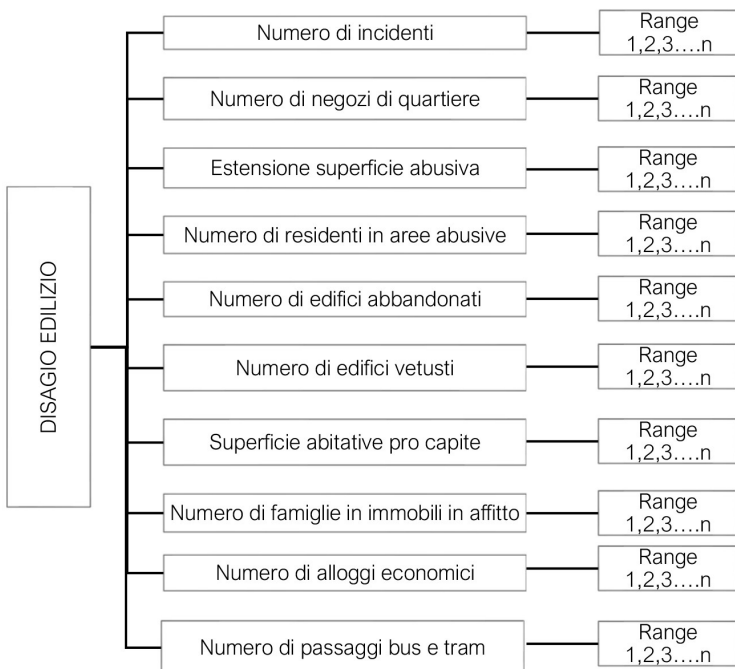 DISAGIO EDILIZIO
Numero di incidenti
Range
1,2,3....n
Numero di negozi di quartiere
Range
1,2,3....n
Estensione superficie abusiva
Range
1,2,3....n
Numero di residenti in aree abusive
Range
1,2,3....n
Numero di edifici abbandonati
Range
1,2,3....n
Numero di edifici vetusti
Range
1,2,3....n
Superficie abitative pro capite
Range
1,2,3....n
Numero di famiglie in immobili in affitto
Range
1,2,3....n
Numero di alloggi economici
Range
1,2,3....n
Numero di passaggi bus e tram
Range
1,2,3....n